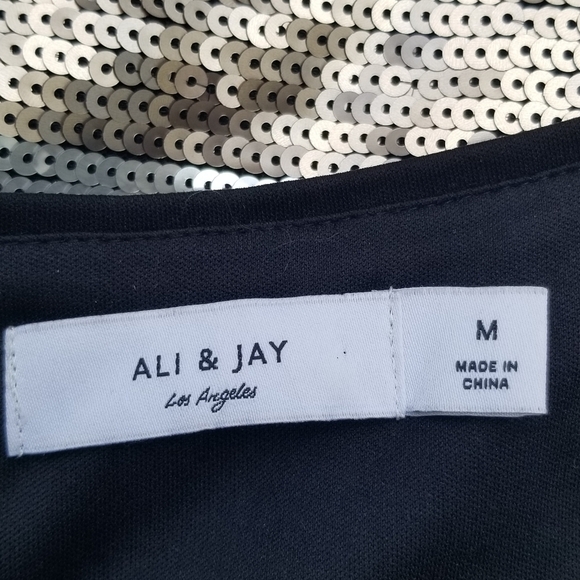 ALI & JAY
Los Angeles
M
MADE IN
CHINA